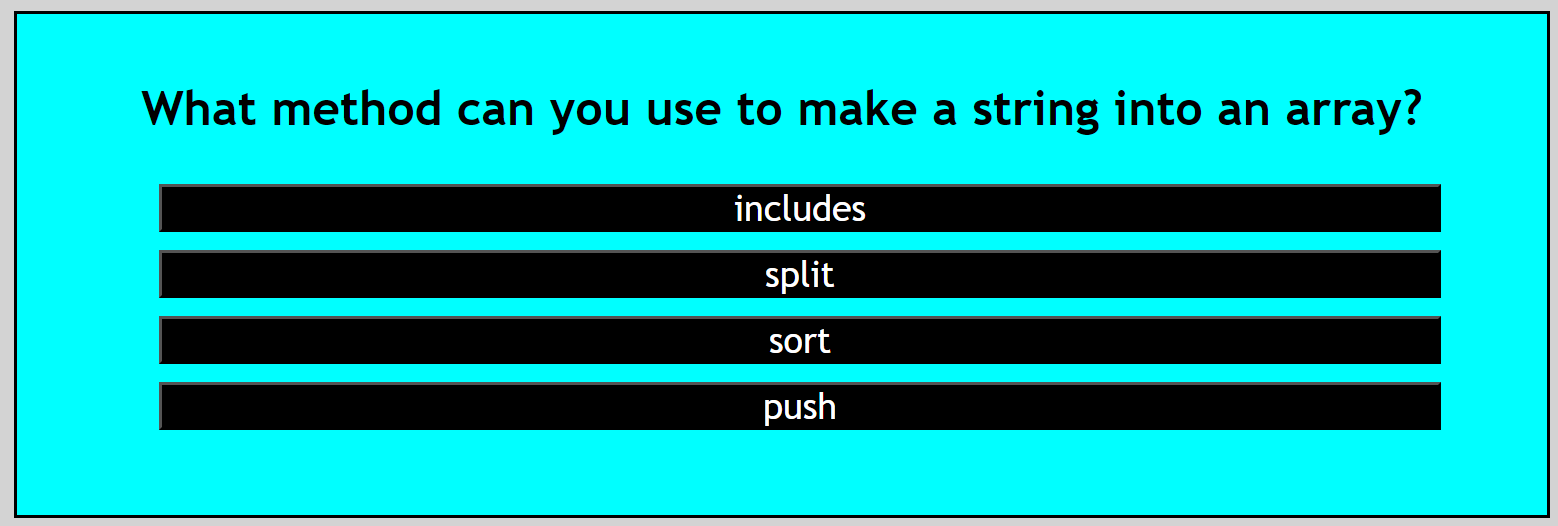 What method can you use to make a string into an array?
includes
split
sort
push